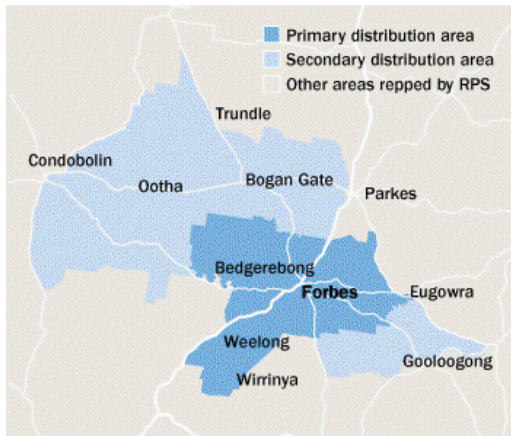 Primary distribution area
Secondary distribution area
Other areas repped by RPS
Trundle
Condobolin
Ootha
Bogan Gate
Parkes
Bedgerebong
Forbes
Eugowra
Weelong
Gooloogong
Wirrinya